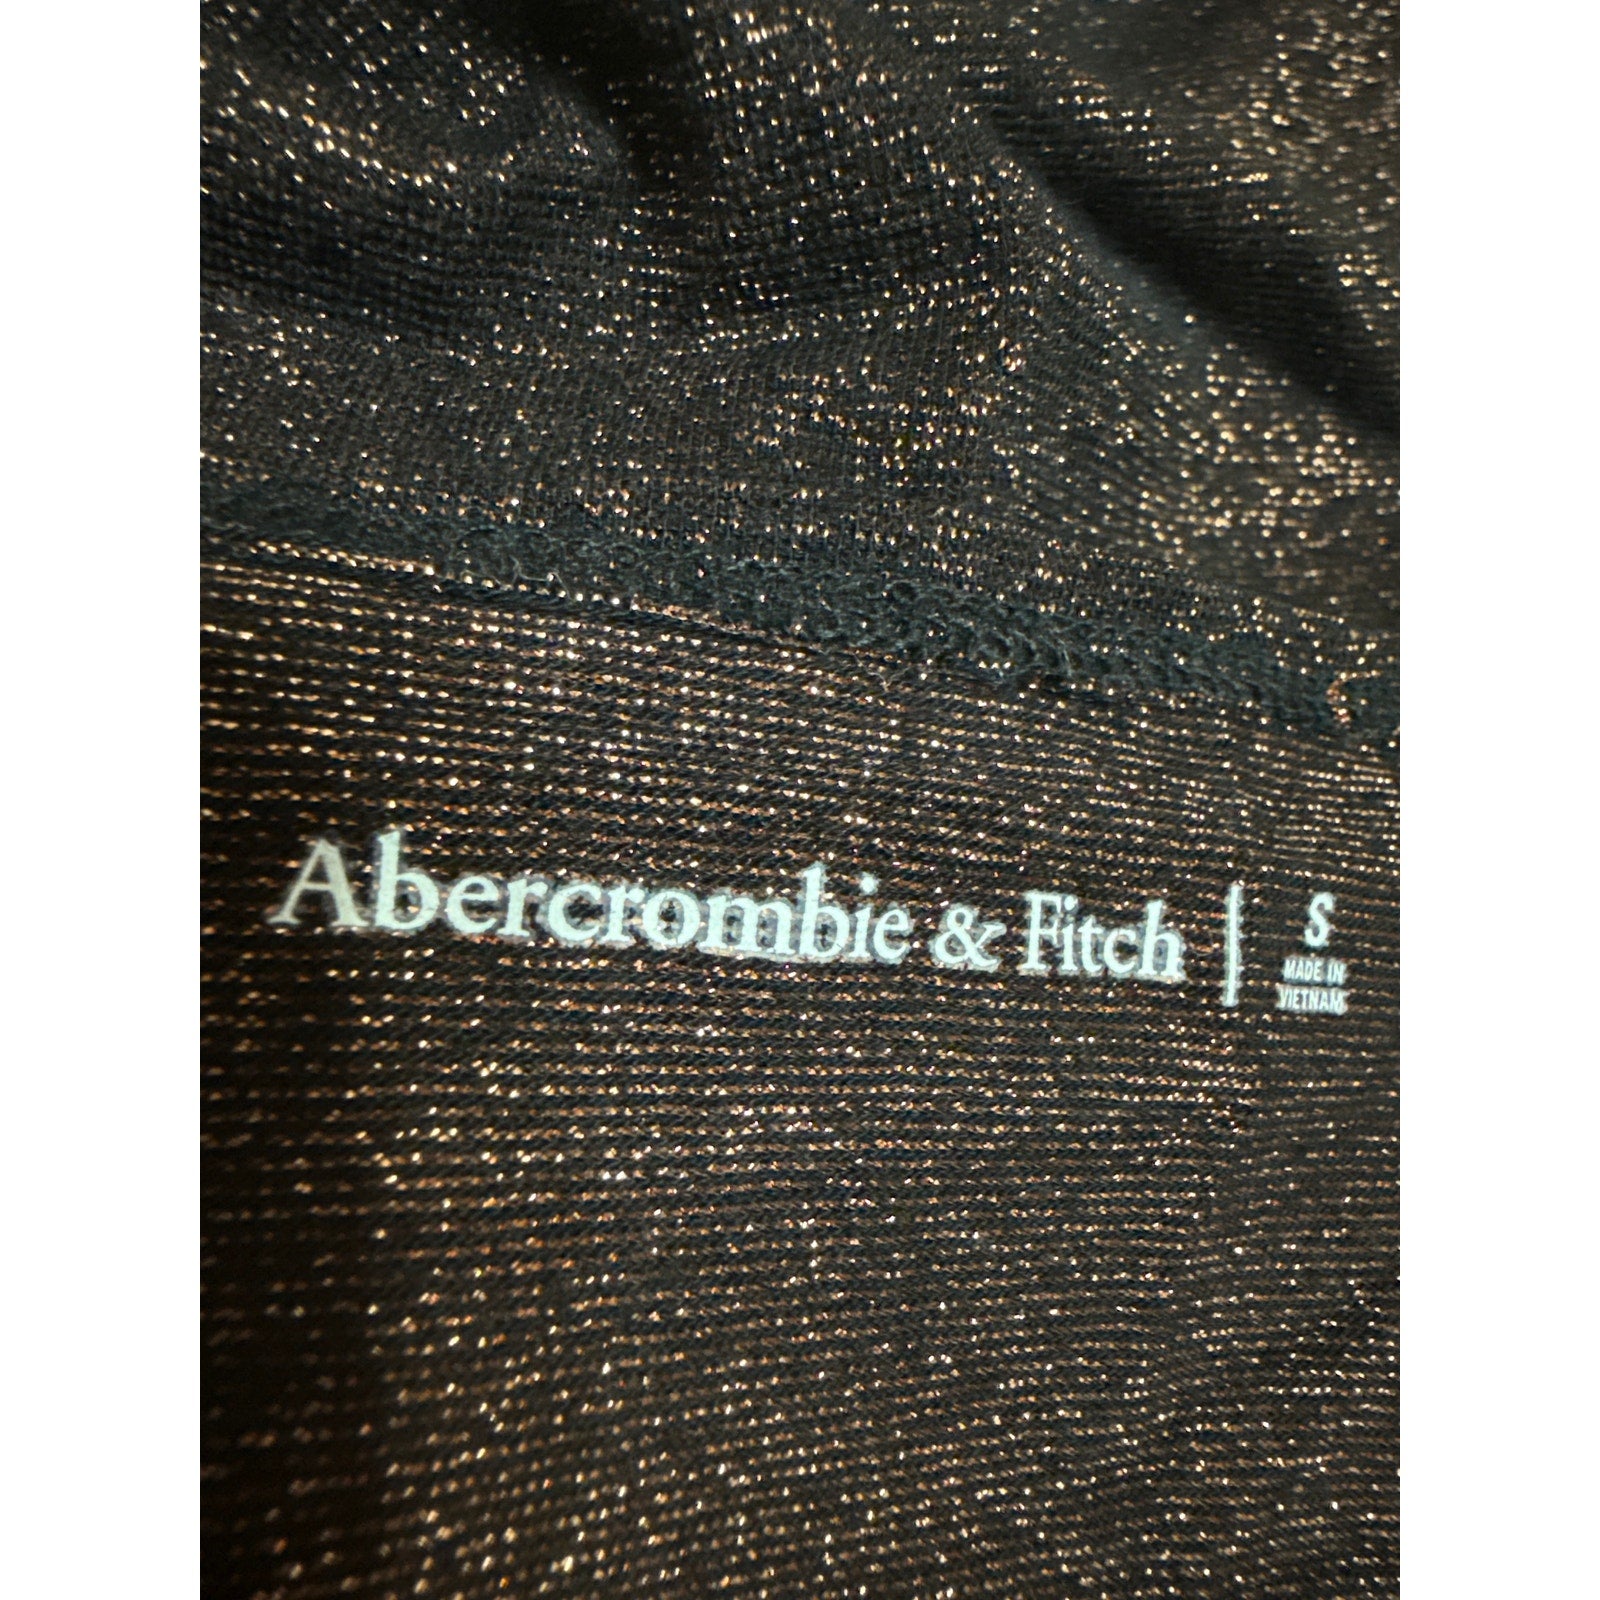 Abercrombie & Fitch | S
MADE IN
VIETNAM